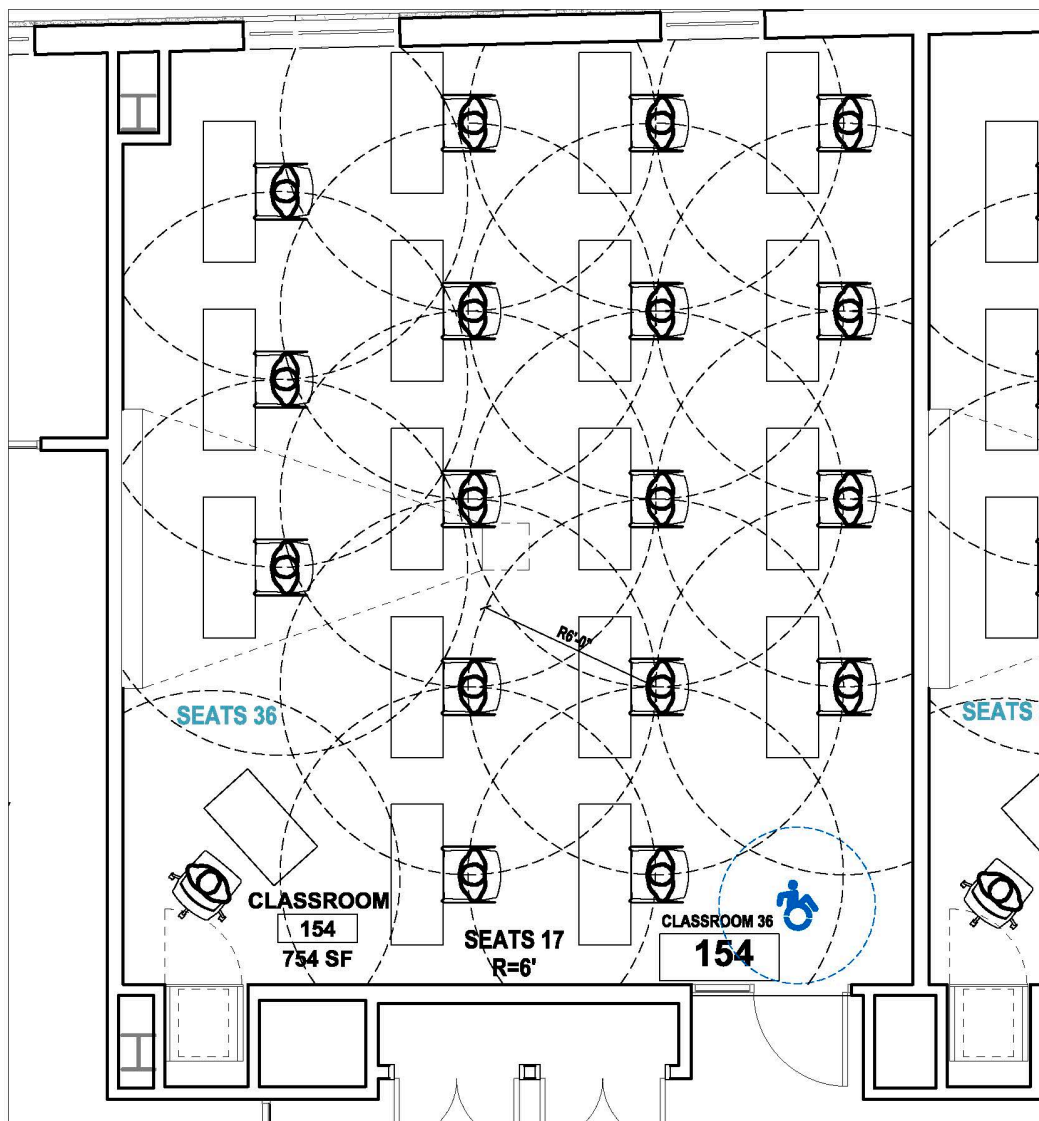 R6'-0"
SEATS 36
SEATS
CLASSROOM
154
754 SF
SEATS 17
R=6'
CLASSROOM 36
154